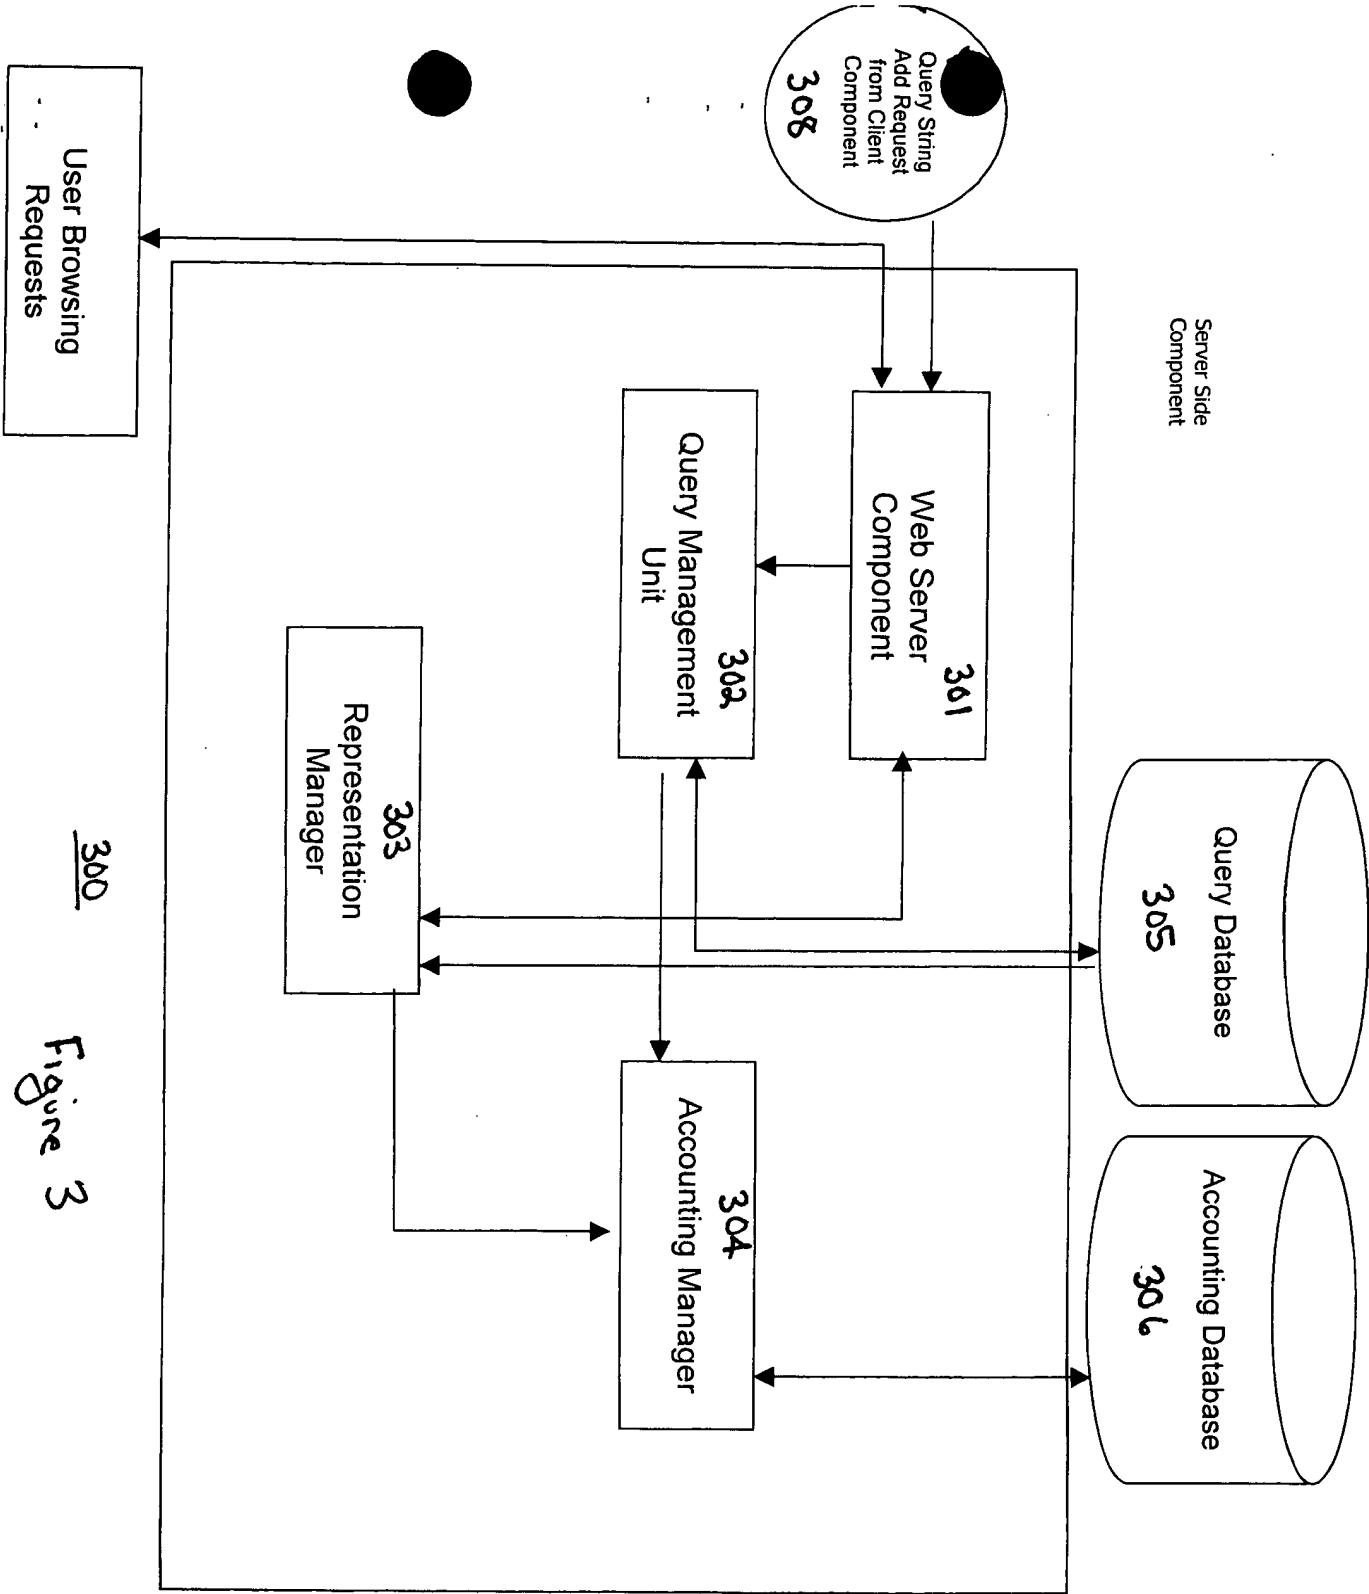 Server Side
Component
Query String
Add Request
from Client
Component
308
Query Database
305
Accounting Database
306
301
Web Server
Component
302
Query Management
Unit
304
Accounting Manager
303
Representation
Manager
User Browsing
Requests
300
Figure 3